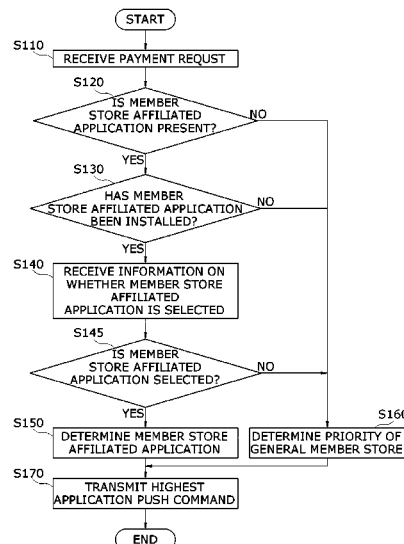 START
S110
RECEIVE PAYMENT REQUST
S120
IS MEMBER
STORE AFFILIATED
APPLICATION PRESENT?
NO
YES
S130
HAS MEMBER
STORE AFFILIATED APPLICATION
BEEN INSTALLED?
NO
YES
S140
RECEIVE INFORMATION ON
WHETHER MEMBER STORE
AFFILIATED
APPLICATION IS SELECTED
S145
IS MEMBER
STORE AFFILIATED
APPLICATION SELECTED?
NO
YES
S150
DETERMINE MEMBER STORE
AFFILIATED APPLICATION
S160
DETERMINE PRIORITY OF
GENERAL MEMBER STORE
S170
TRANSMIT HIGHEST
APPLICATION PUSH COMMAND
END